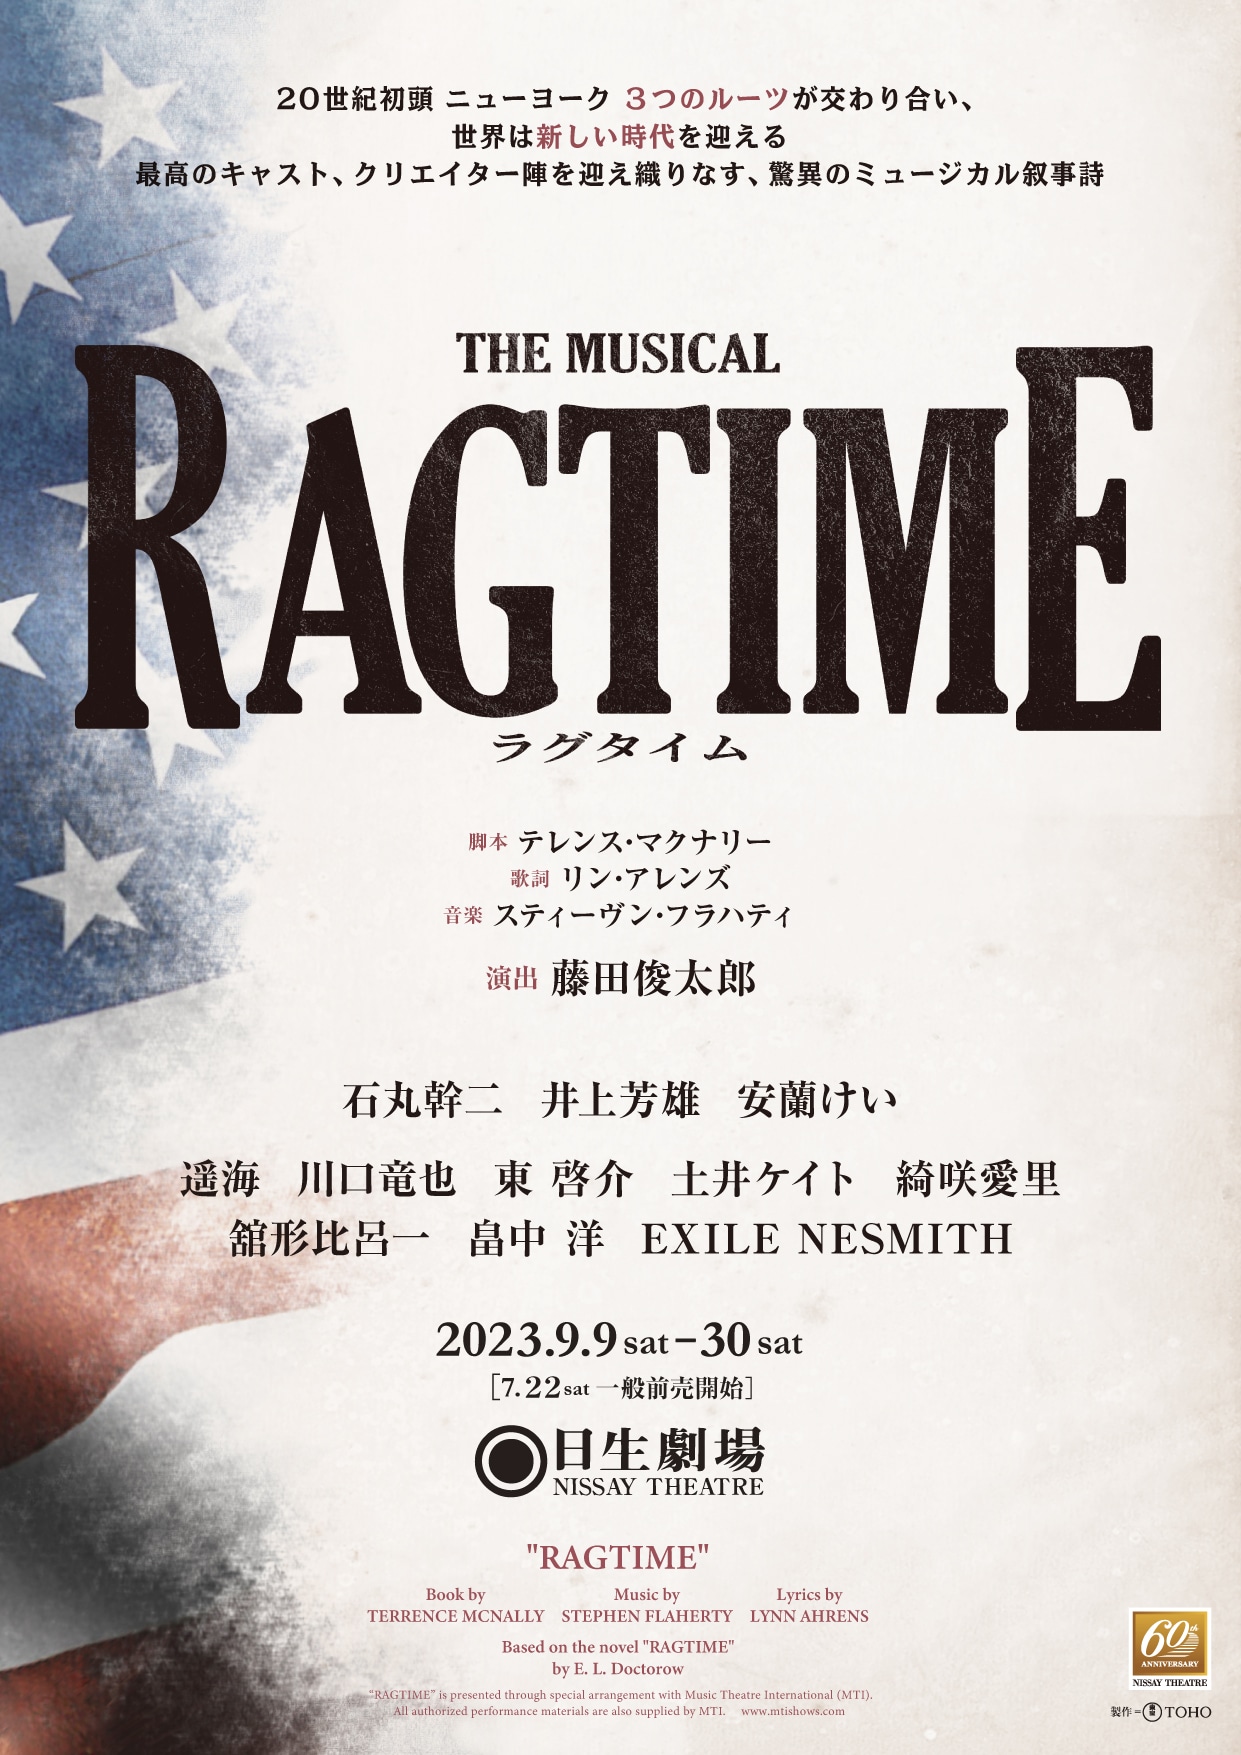 20世紀初頭 ニューヨーク 3つのルーツが交わり合い、
世界は新しい時代を迎える
最高のキャスト、クリエイター陣を迎え織りなす、驚異のミュージカル叙事詩
THE MUSICAL
RAGTIME
ラグタイム
脚本 テレンス・マクナリー
歌詞 リン・アレンズ
音楽 スティーヴン・フラハティ
演出 藤田俊太郎
石丸幹二 井上芳雄 安蘭けい
遥海 川口竜也 東 啓介 土井ケイト 綺咲愛里
舘形比呂一 畠中 洋 EXILE NESMITH
2023.9.9 sat–30 sat
[7.22 sat 一般前売開始]
日生劇場
NISSAY THEATRE
"RAGTIME"
Book by Music by Lyrics by
TERRENCE MCNALLY STEPHEN FLAHERTY LYNN AHRENS
Based on the novel "RAGTIME"
by E. L. Doctorow
“RAGTIME” is presented through special arrangement with Music Theatre International (MTI).
All authorized performance materials are also supplied by MTI. www.mtishows.com
60th
ANNIVERSARY
NISSAY THEATRE
製作=東宝 TOHO